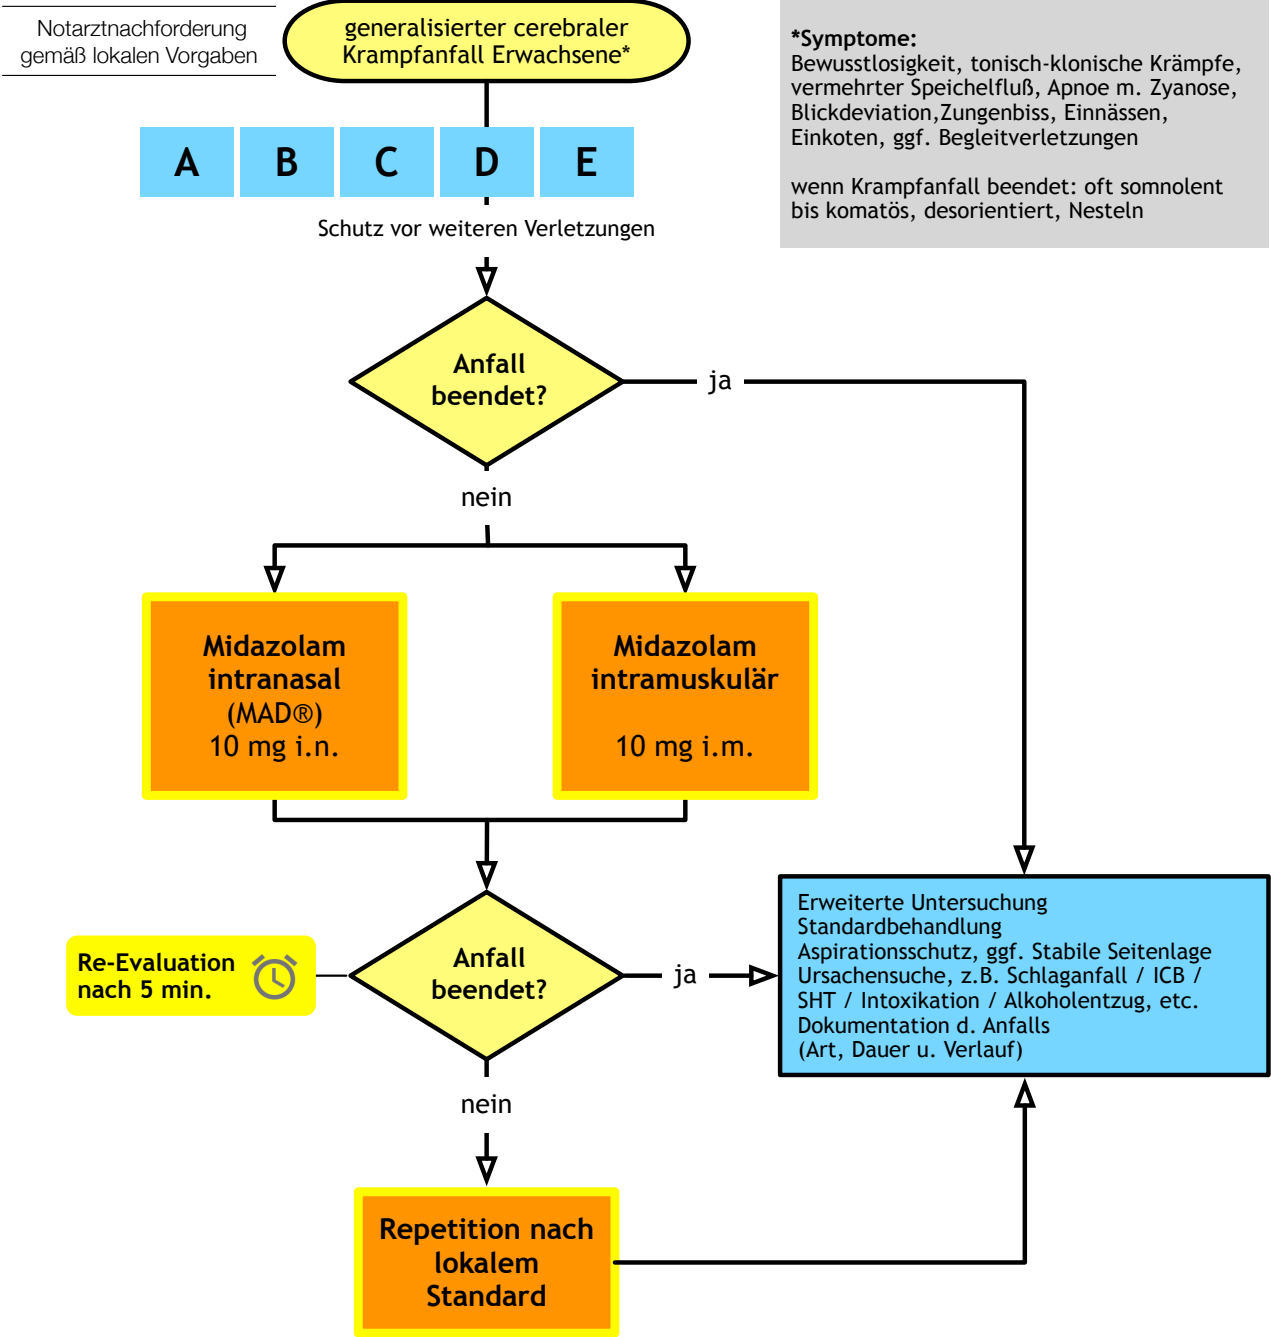 Notarztnachforderung
gemäß lokalen Vorgaben
generalisierter cerebraler
Krampfanfall Erwachsene*
*Symptome:
Bewusstlosigkeit, tonisch-klonische Krämpfe,
vermehrter Speichelfluß, Apnoe m. Zyanose,
Blickdeviation,Zungenbiss, Einnässen,
Einkoten, ggf. Begleitverletzungen
wenn Krampfanfall beendet: oft somnolent
bis komatös, desorientiert, Nesteln
A B C D E
Schutz vor weiteren Verletzungen
Anfall
beendet?
ja
nein
Midazolam
intranasal
(MAD®)
10 mg i.n.
Midazolam
intramuskulär
10 mg i.m.
Re-Evaluation
nach 5 min.
Anfall
beendet?
ja
Erweiterte Untersuchung
Standardbehandlung
Aspirationsschutz, ggf. Stabile Seitenlage
Ursachensuche, z.B. Schlaganfall / ICB /
SHT / Intoxikation / Alkoholentzug, etc.
Dokumentation d. Anfalls
(Art, Dauer u. Verlauf)
nein
Repetition nach
lokalem
Standard